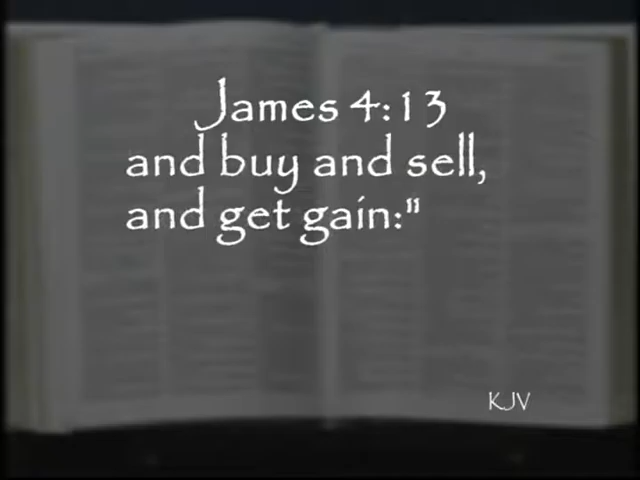 James 4:13
and buy and sell,
and get gain:"
KJV